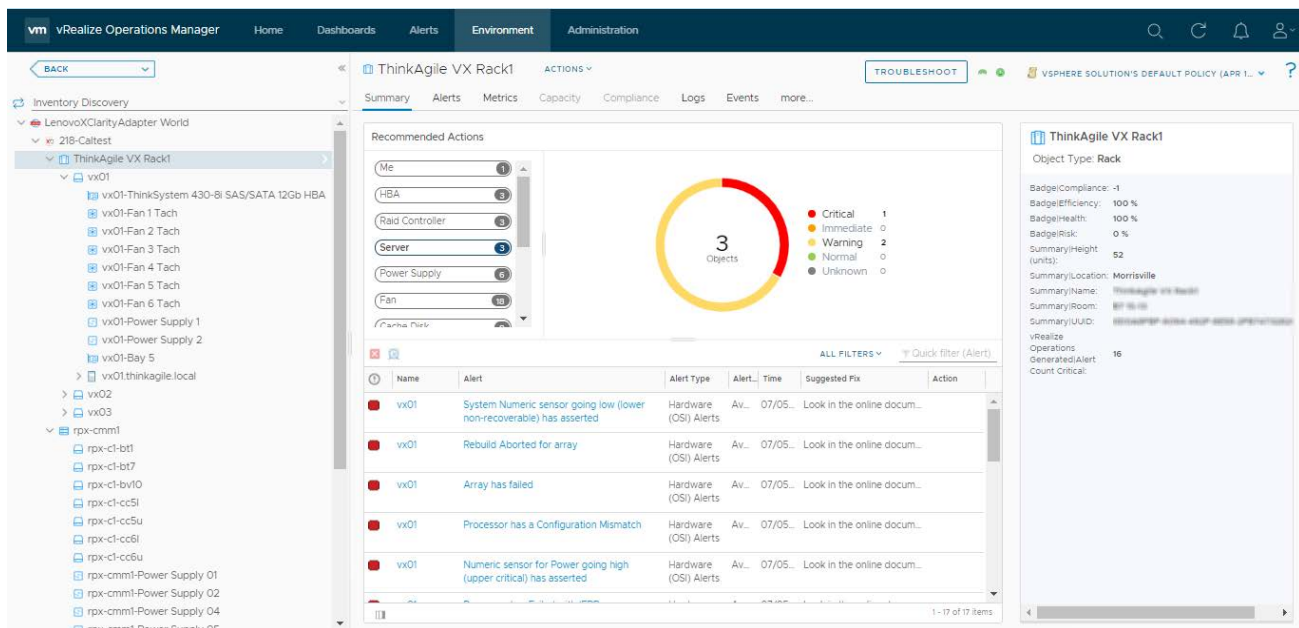 vm vRealize Operations Manager Home Dashboards Alerts Environment Administration
BACK
Inventory Discovery
LenovoXClarityAdapter World
218-Caltest
ThinkAgile VX Rack1
vx01
vx01-ThinkSystem 430-8i SAS/SATA 12Gb HBA
vx01-Fan 1 Tach
vx01-Fan 2 Tach
vx01-Fan 3 Tach
vx01-Fan 4 Tach
vx01-Fan 5 Tach
vx01-Fan 6 Tach
vx01-Power Supply 1
vx01-Power Supply 2
vx01-Bay 5
vx01.thinkagile.local
vx02
vx03
rpx-cmm1
rpx-c1-bt1
rpx-c1-bt7
rpx-c1-bv10
rpx-c1-cc5l
rpx-c1-cc5u
rpx-c1-cc6l
rpx-c1-cc6u
rpx-cmm1-Power Supply 01
rpx-cmm1-Power Supply 02
rpx-cmm1-Power Supply 04
ThinkAgile VX Rack1 ACTIONS
TROUBLESHOOT
VSPHERE SOLUTION'S DEFAULT POLICY (APR 1...
?
Summary Alerts Metrics Capacity Compliance Logs Events more...
Recommended Actions
Me 1
HBA 3
Raid Controller 3
Server 3
Power Supply 6
Fan 18
Cache Disk
3
Objects
Critical 1
Immediate 0
Warning 2
Normal 0
Unknown 0
ALL FILTERS Quick filter (Alert)
Name Alert Alert Type Alert... Time Suggested Fix Action
vx01 System Numeric sensor going low (lower Hardware Av... 07/05... Look in the online docum...
non-recoverable) has asserted (OSI) Alerts
vx01 Rebuild Aborted for array Hardware Av... 07/05... Look in the online docum...
(OSI) Alerts
vx01 Array has failed Hardware Av... 07/05... Look in the online docum...
(OSI) Alerts
vx01 Processor has a Configuration Mismatch Hardware Av... 07/05... Look in the online docum...
(OSI) Alerts
vx01 Numeric sensor for Power going high Hardware Av... 07/05... Look in the online docum...
(upper critical) has asserted (OSI) Alerts
1 - 17 of 17 items
ThinkAgile VX Rack1
Object Type: Rack
Badge|Compliance: -1
Badge|Efficiency: 100 %
Badge|Health: 100 %
Badge|Risk: 0 %
Summary|Height
(units): 52
Summary|Location: Morrisville
Summary|Name:
Summary|Room:
Summary|UUID:
vRealize
Operations
Generated|Alert 16
Count Critical: